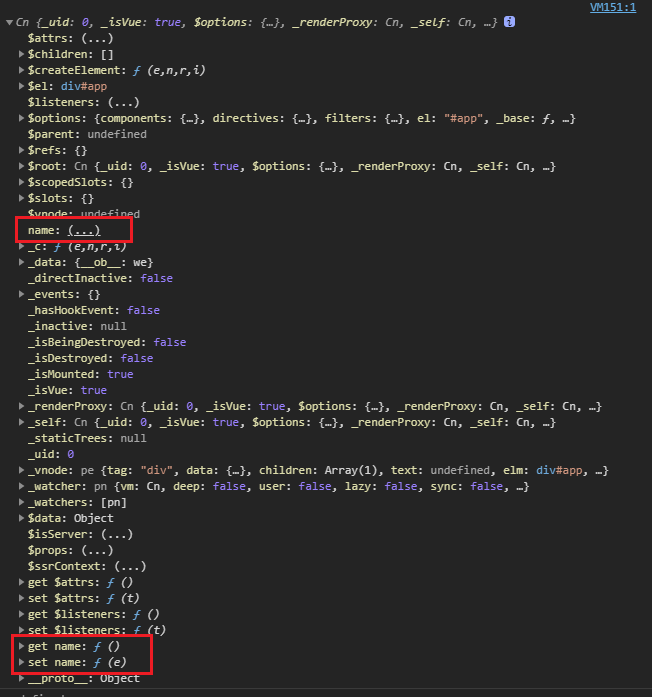 VM151:1
Cn {_uid: 0, _isVue: true, $options: {…}, _renderProxy: Cn, _self: Cn, …} i
$attrs: (...)
$children: []
$createElement: ƒ (e,n,r,i)
$el: div#app
$listeners: (...)
$options: {components: {…}, directives: {…}, filters: {…}, el: "#app", _base: ƒ, …}
$parent: undefined
$refs: {}
$root: Cn {_uid: 0, _isVue: true, $options: {…}, _renderProxy: Cn, _self: Cn, …}
$scopedSlots: {}
$slots: {}
$vnode: undefined
name: (...)
_c: ƒ (e,n,r,i)
_data: {__ob__: we}
_directInactive: false
_events: {}
_hasHookEvent: false
_inactive: null
_isBeingDestroyed: false
_isDestroyed: false
_isMounted: true
_isVue: true
_renderProxy: Cn {_uid: 0, _isVue: true, $options: {…}, _renderProxy: Cn, _self: Cn, …}
_self: Cn {_uid: 0, _isVue: true, $options: {…}, _renderProxy: Cn, _self: Cn, …}
_staticTrees: null
_uid: 0
_vnode: pe {tag: "div", data: {…}, children: Array(1), text: undefined, elm: div#app, …}
_watcher: pn {vm: Cn, deep: false, user: false, lazy: false, sync: false, …}
_watchers: [pn]
$data: Object
$isServer: (...)
$props: (...)
$ssrContext: (...)
get $attrs: ƒ ()
set $attrs: ƒ (t)
get $listeners: ƒ ()
set $listeners: ƒ (t)
get name: ƒ ()
set name: ƒ (e)
__proto__: Object